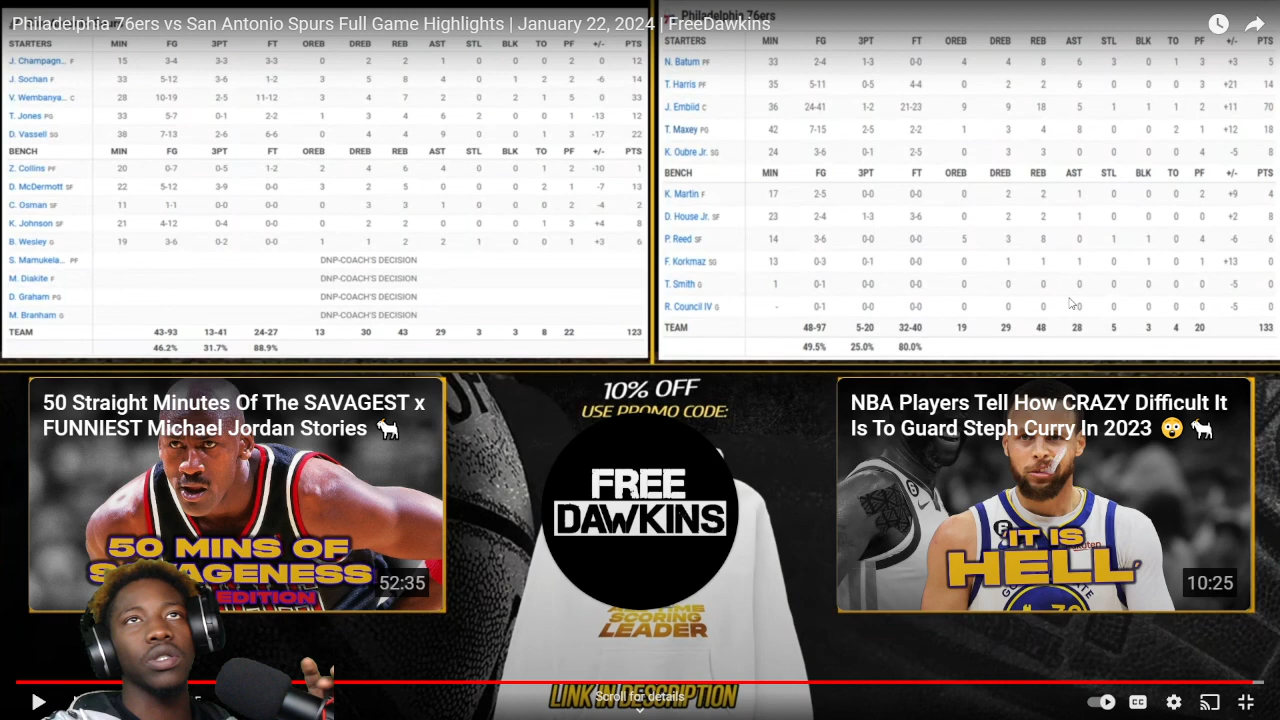 Philadelphia 76ers vs San Antonio Spurs Full Game Highlights | January 22, 2024 | FreeDawkins
STARTERS MIN FG 3PT FT OREB DREB REB AST STL BLK TO PF +/- PTS
J. Champagn... F 15 3-4 3-3 3-3 0 2 2 1 0 0 0 2 0 12
J. Sochan F 33 5-12 3-6 1-2 3 5 8 4 0 1 2 2 -6 14
V. Wembanya... C 28 10-19 2-5 11-12 3 4 7 2 0 2 1 5 0 33
T. Jones PG 33 5-7 0-1 2-2 1 3 4 6 2 0 0 1 -13 12
D. Vassell SG 38 7-13 2-6 6-6 0 4 4 9 0 0 1 3 -17 22
BENCH MIN FG 3PT FT OREB DREB REB AST STL BLK TO PF +/- PTS
Z. Collins PF 20 0-7 0-5 1-2 2 4 6 4 0 0 1 2 -10 1
D. McDermott SF 22 5-12 3-9 0-0 3 2 5 0 0 0 2 1 -7 13
C. Osman SF 11 1-1 0-0 0-0 0 3 3 1 0 0 0 2 -4 2
K. Johnson SF 21 4-12 0-4 0-0 0 2 2 0 0 0 1 3 +4 8
B. Wesley G 19 3-6 0-2 0-0 1 1 2 2 1 0 0 1 +3 6
S. Mamukela... PF DNP-COACH'S DECISION
M. Diakite F DNP-COACH'S DECISION
D. Graham PG DNP-COACH'S DECISION
M. Branham G DNP-COACH'S DECISION
TEAM 43-93 13-41 24-27 13 30 43 29 3 3 8 22 123
46.2% 31.7% 88.9%
Philadelphia 76ers
STARTERS MIN FG 3PT FT OREB DREB REB AST STL BLK TO PF +/- PTS
N. Batum PF 33 2-4 1-3 0-0 4 4 8 6 3 0 1 3 +3 5
T. Harris PF 35 5-11 0-5 4-4 0 2 2 6 0 0 0 3 +21 14
J. Embiid C 36 24-41 1-2 21-23 9 9 18 5 1 1 1 2 +11 70
T. Maxey PG 42 7-15 2-5 2-2 1 3 4 8 0 0 2 1 +12 18
K. Oubre Jr. SG 24 3-6 0-1 2-5 0 3 3 0 0 0 0 4 -5 8
BENCH MIN FG 3PT FT OREB DREB REB AST STL BLK TO PF +/- PTS
K. Martin F 17 2-5 0-0 0-0 0 2 2 1 0 0 0 2 +9 4
D. House Jr. SF 23 2-4 1-3 3-6 0 2 2 1 0 0 0 0 +2 8
P. Reed SF 14 3-6 0-0 0-0 5 3 8 0 1 1 0 4 -6 6
F. Korkmaz SG 13 0-3 0-1 0-0 0 1 1 1 0 1 0 1 +13 0
T. Smith G 1 0-1 0-0 0-0 0 0 0 0 0 0 0 0 -5 0
R. Council IV G - 0-1 0-0 0-0 0 0 0 0 0 0 0 0 -5 0
TEAM 48-97 5-20 32-40 19 29 48 28 5 3 4 20 133
49.5% 25.0% 80.0%
50 Straight Minutes Of The SAVAGEST x
FUNNIEST Michael Jordan Stories 🐐
50 MINS OF
EDITION
52:35
10% OFF
USE PROMO CODE:
FREE
DAWKINS
SCORING
LEADER
LINK IN DESCRIPTION
Scroll for details
NBA Players Tell How CRAZY Difficult It
Is To Guard Steph Curry In 2023 😲 🐐
IT IS
HELL
10:25
CC